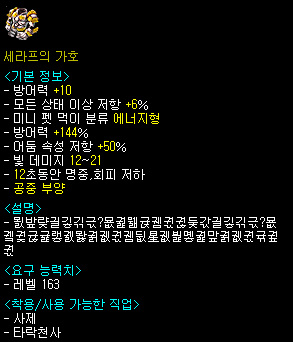 세라프의 가호
<기본 정보>
- 방어력 +10
- 모든 상태 이상 저항 +6%
- 미니 펫 먹이 분류 에너지형
- 방어력 +144%
- 어둠 속성 저항 +50%
- 빛 데미지 12~21
- 12초동안 명중,회피 저하
- 공중 부양
<설명>
<요구 능력치>
- 레벨 163
<착용/사용 가능한 직업>
- 사제
- 타락천사